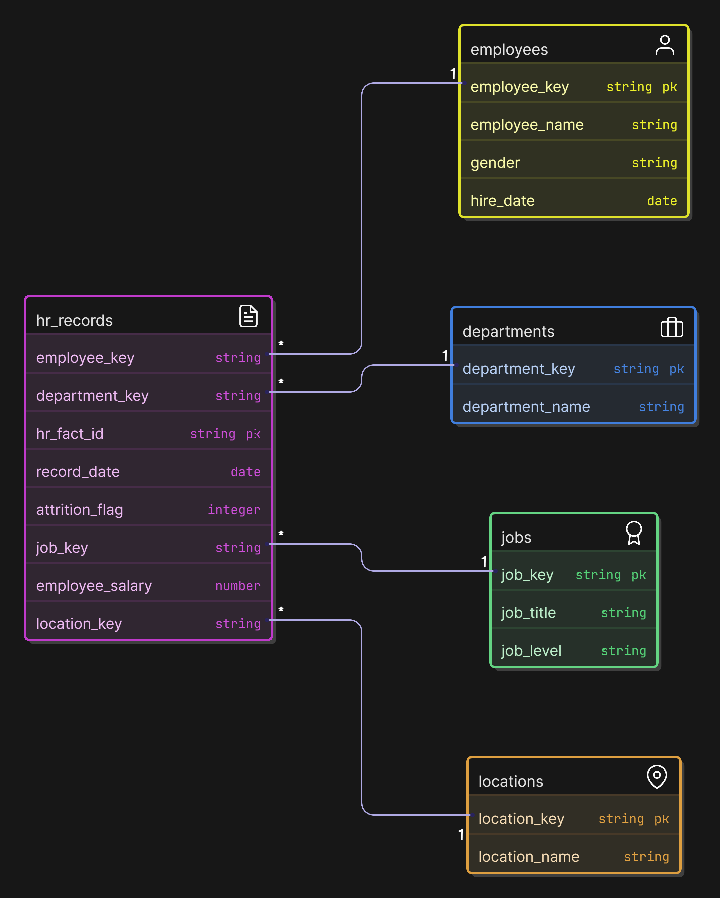 employees
1
employee_key string pk
employee_name string
gender string
hire_date date
hr_records
*
employee_key string
*
department_key string
hr_fact_id string pk
record_date date
attrition_flag integer
*
job_key string
employee_salary number
*
location_key string
departments
1
department_key string pk
department_name string
jobs
1
job_key string pk
job_title string
job_level string
locations
location_key string pk
1
location_name string